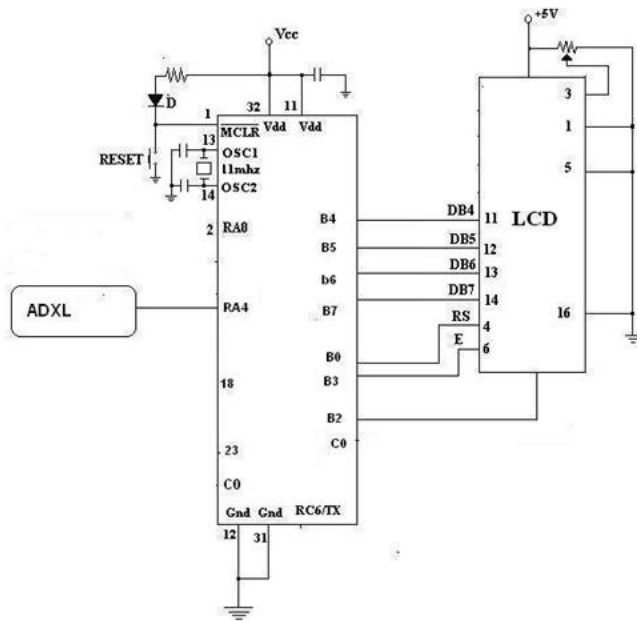 +5V
Vcc
D
1
32
11
Vdd
Vdd
MCLR
13
OSC1
11mhz
RESET
OSC2
14
2
RA0
ADXL
RA4
18
23
C0
Gnd
Gnd
RC6/TX
12
31
B4
B5
b6
B7
B0
B3
B2
C0
DB4
DB5
DB6
DB7
RS
E
11
12
13
14
4
6
LCD
3
1
5
16